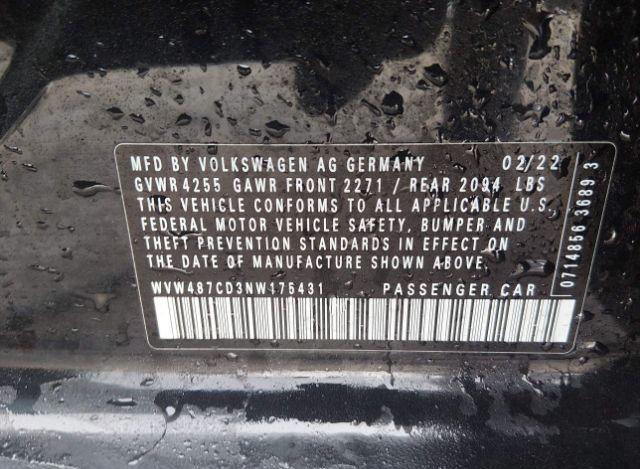 MFD BY VOLKSWAGEN AG GERMANY 02/22
GVWR 4255 GAWR FRONT 2271 / REAR 2094 LBS
THIS VEHICLE CONFORMS TO ALL APPLICABLE U.S.
FEDERAL MOTOR VEHICLE SAFETY, BUMPER AND
THEFT PREVENTION STANDARDS IN EFFECT ON
THE DATE OF MANUFACTURE SHOWN ABOVE.
WVW487CD3NW175431 PASSENGER CAR
0714856 36893